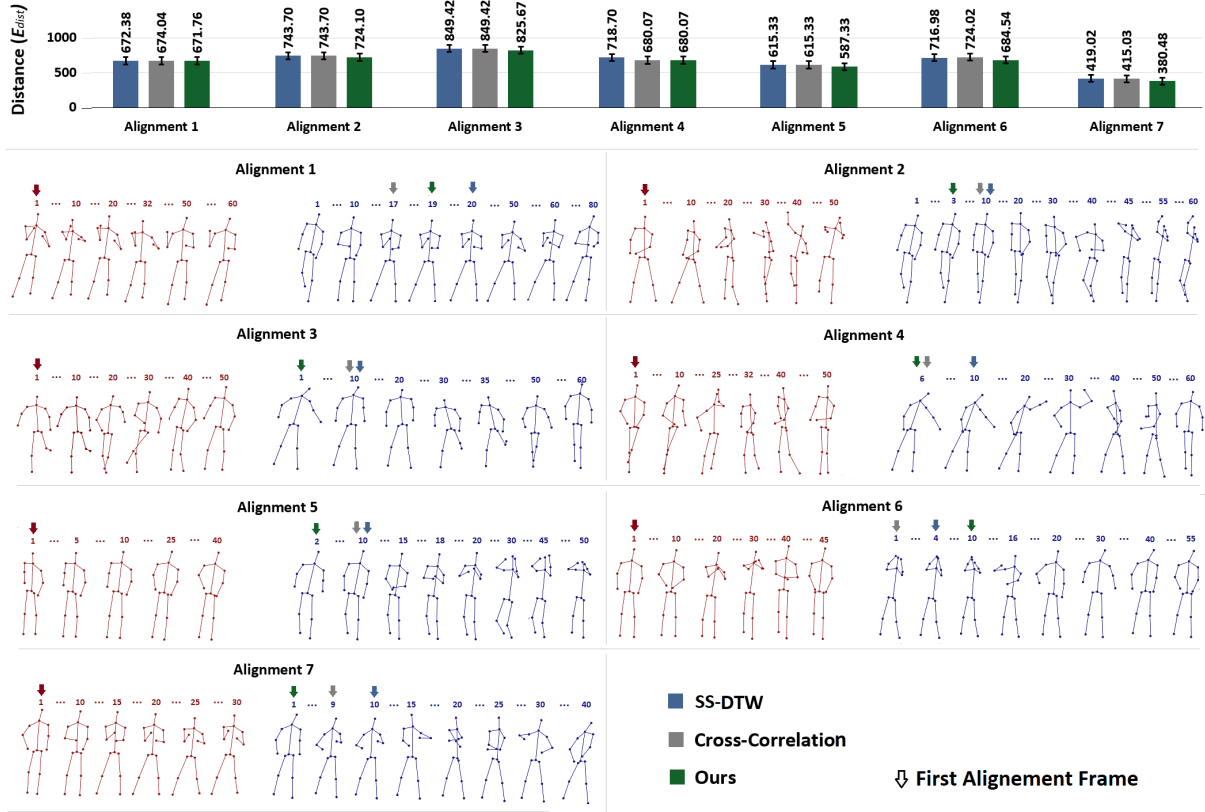 Distance (Edist)
1000
500
0
672.38 674.04 671.76
743.70 743.70 724.10
849.42 849.42 825.67
718.70 680.07 680.07
615.33 615.33 587.33
716.98 724.02 684.54
419.02 415.03 380.48
Alignment 1 Alignment 2 Alignment 3 Alignment 4 Alignment 5 Alignment 6 Alignment 7
Alignment 1
1 ... 10 ... 20 ... 32 ... 50 ... 60
1 ... 10 ... 17 ... 19 ... 20 ... 50 ... 60 ... 80
Alignment 2
1 ... 10 ... 20 ... 30 ... 40 ... 50
1 ... 3 ... 10 ... 20 ... 30 ... 40 ... 45 ... 55 ... 60
Alignment 3
1 ... 10 ... 20 ... 30 ... 40 ... 50
1 ... 10 ... 20 ... 30 ... 35 ... 50 ... 60
Alignment 4
1 ... 10 ... 25 ... 32 ... 40 ... 50
6 ... 10 ... 20 ... 30 ... 40 ... 50 ... 60
Alignment 5
1 ... 5 ... 10 ... 25 ... 40
2 ... 10 ... 15 ... 18 ... 20 ... 30 ... 45 ... 50
Alignment 6
1 ... 10 ... 20 ... 30 ... 40 ... 45
1 ... 4 ... 10 ... 16 ... 20 ... 30 ... 40 ... 55
Alignment 7
1 ... 10 ... 15 ... 20 ... 25 ... 30
1 ... 9 ... 10 ... 15 ... 20 ... 25 ... 30 ... 40
SS-DTW
Cross-Correlation
Ours
First Alignement Frame